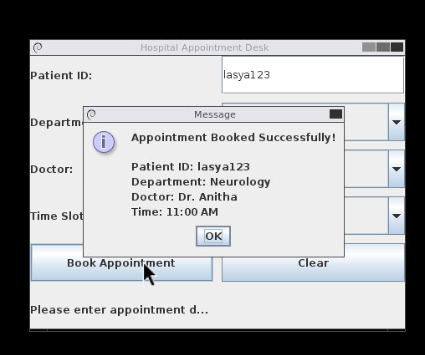 Hospital Appointment Desk
Patient ID:
lasya123
Departm
Message
Appointment Booked Successfully!
Patient ID: lasya123
Department: Neurology
Doctor: Dr. Anitha
Time: 11:00 AM
OK
Doctor:
Time Slot
Book Appointment
Clear
Please enter appointment d...